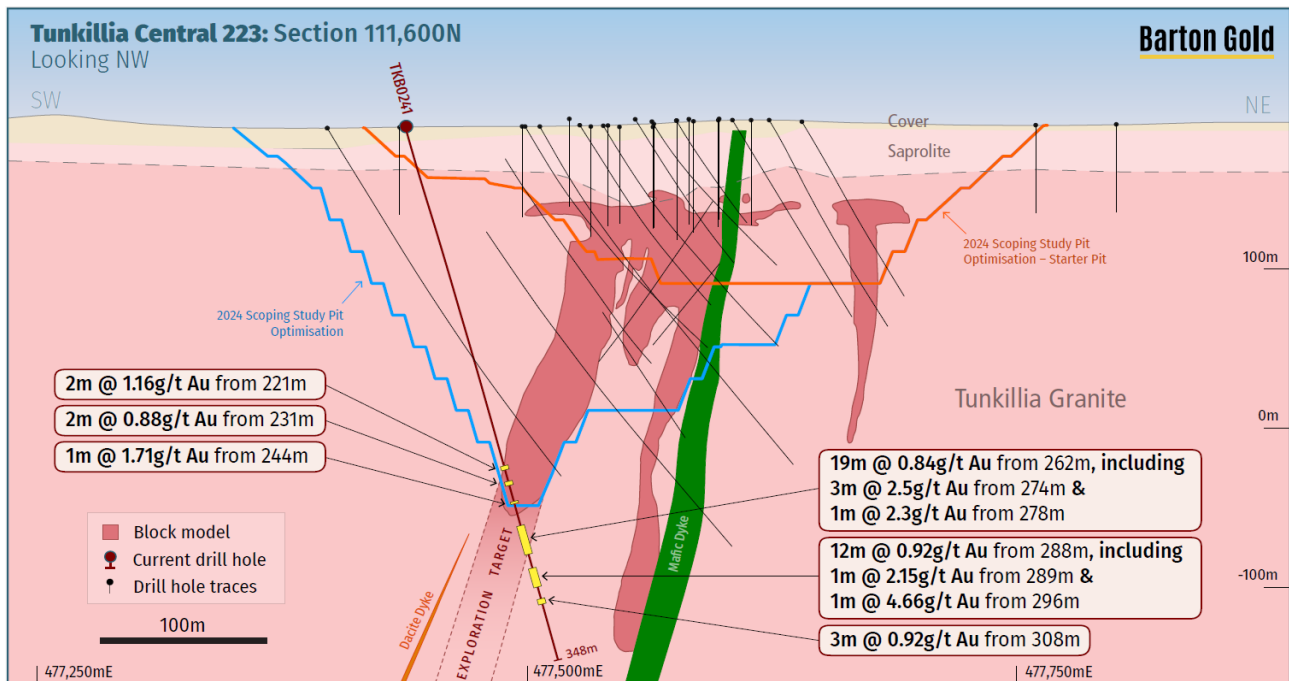 Tunkillia Central 223: Section 111,600N
Looking NW
Barton Gold
SW
NE
TKB0241
Cover
Saprolite
2024 Scoping Study Pit
Optimisation – Starter Pit
100m
2024 Scoping Study Pit
Optimisation
2m @ 1.16g/t Au from 221m
2m @ 0.88g/t Au from 231m
1m @ 1.71g/t Au from 244m
Tunkillia Granite
0m
19m @ 0.84g/t Au from 262m, including
3m @ 2.5g/t Au from 274m &
1m @ 2.3g/t Au from 278m
12m @ 0.92g/t Au from 288m, including
1m @ 2.15g/t Au from 289m &
1m @ 4.66g/t Au from 296m
3m @ 0.92g/t Au from 308m
-100m
Block model
Current drill hole
Drill hole traces
100m
Dacite Dyke
EXPLORATION TARGET
Mafic Dyke
348m
477,250mE
477,500mE
477,750mE